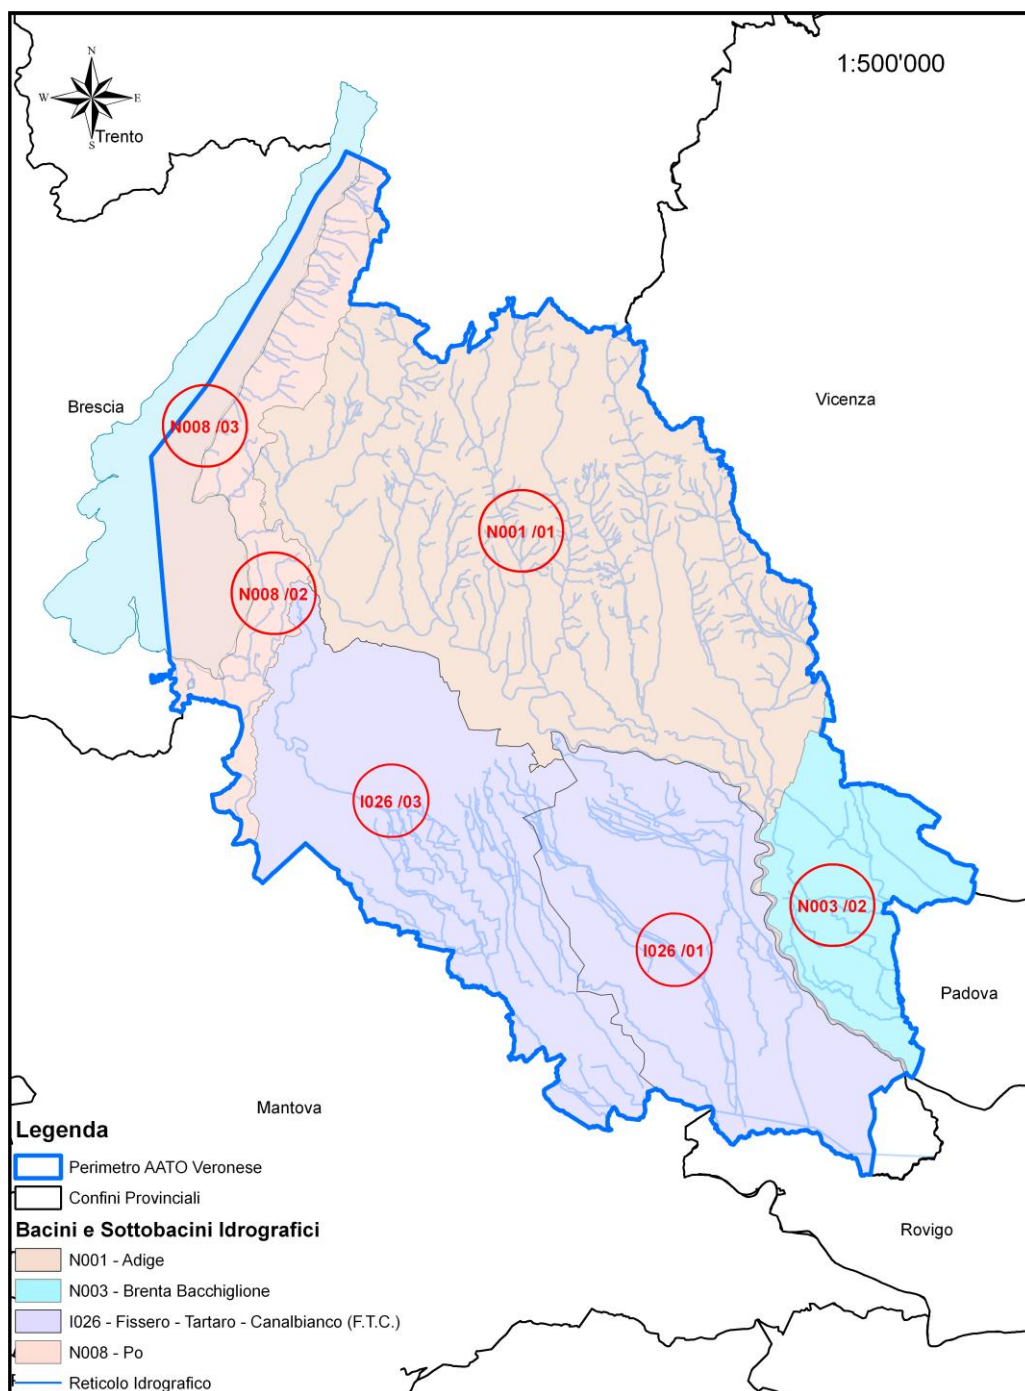 1:500'000
N
W E
S
Trento
Brescia
Vicenza
N008 /03
N001 /01
N008 /02
I026 /03
N003 /02
I026 /01
Padova
Mantova
Rovigo
Legenda
Perimetro AATO Veronese
Confini Provinciali
Bacini e Sottobacini Idrografici
N001 - Adige
N003 - Brenta Bacchiglione
I026 - Fissero - Tartaro - Canalbianco (F.T.C.)
N008 - Po
Reticolo Idrografico